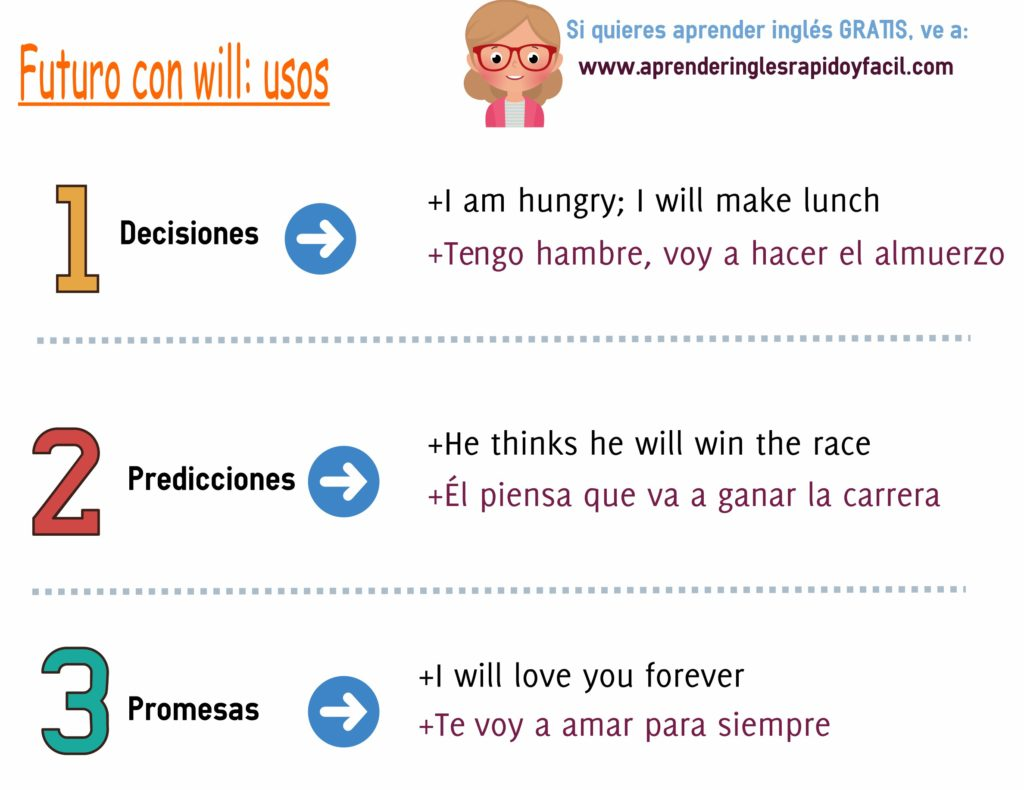 Futuro con will: usos
Si quieres aprender inglés GRATIS, ve a:
www.aprenderinglesrapidoyfacil.com
1
Decisiones
+I am hungry; I will make lunch
+Tengo hambre, voy a hacer el almuerzo
2
Predicciones
+He thinks he will win the race
+Él piensa que va a ganar la carrera
3
Promesas
+I will love you forever
+Te voy a amar para siempre